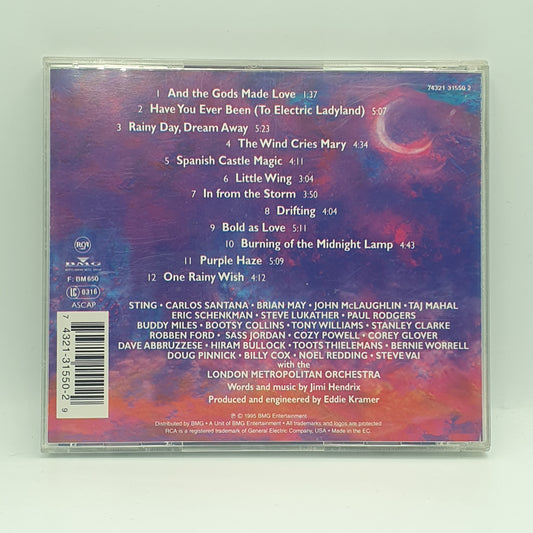 74321 31550 2
1 And the Gods Made Love 1:37
2 Have You Ever Been (To Electric Ladyland) 5:07
3 Rainy Day, Dream Away 5:23
4 The Wind Cries Mary 4:34
5 Spanish Castle Magic 4:11
6 Little Wing 3:04
7 In from the Storm 3:50
8 Drifting 4:04
9 Bold as Love 5:11
10 Burning of the Midnight Lamp 4:43
11 Purple Haze 5:09
12 One Rainy Wish 4:12
RCA
BMG
F: BM 650
LC 0316
ASCAP
7 4321-31550-2 9
STING • CARLOS SANTANA • BRIAN MAY • JOHN McLAUGHLIN • TAJ MAHAL
ERIC SCHENKMAN • STEVE LUKATHER • PAUL RODGERS
BUDDY MILES • BOOTSY COLLINS • TONY WILLIAMS • STANLEY CLARKE
ROBBEN FORD • SASS JORDAN • COZY POWELL • COREY GLOVER
DAVE ABBRUZZESE • HIRAM BULLOCK • TOOTS THIELEMANS • BERNIE WORRELL
DOUG PINNICK • BILLY COX • NOEL REDDING • STEVE VAI
with the
LONDON METROPOLITAN ORCHESTRA
Words and music by Jimi Hendrix
Produced and engineered by Eddie Kramer
℗ © 1995 BMG Entertainment
Distributed by BMG • A Unit of BMG Entertainment • All trademarks and logos are protected
RCA is a registered trademark of General Electric Company, USA • Made in the EC